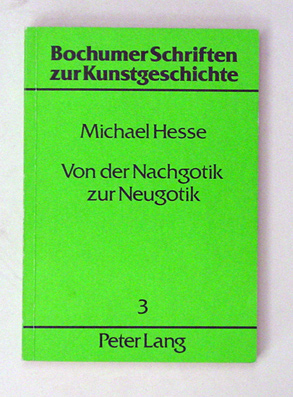 Bochumer Schriften
zur Kunstgeschichte
Michael Hesse
Von der Nachgotik
zur Neugotik
3
Peter Lang